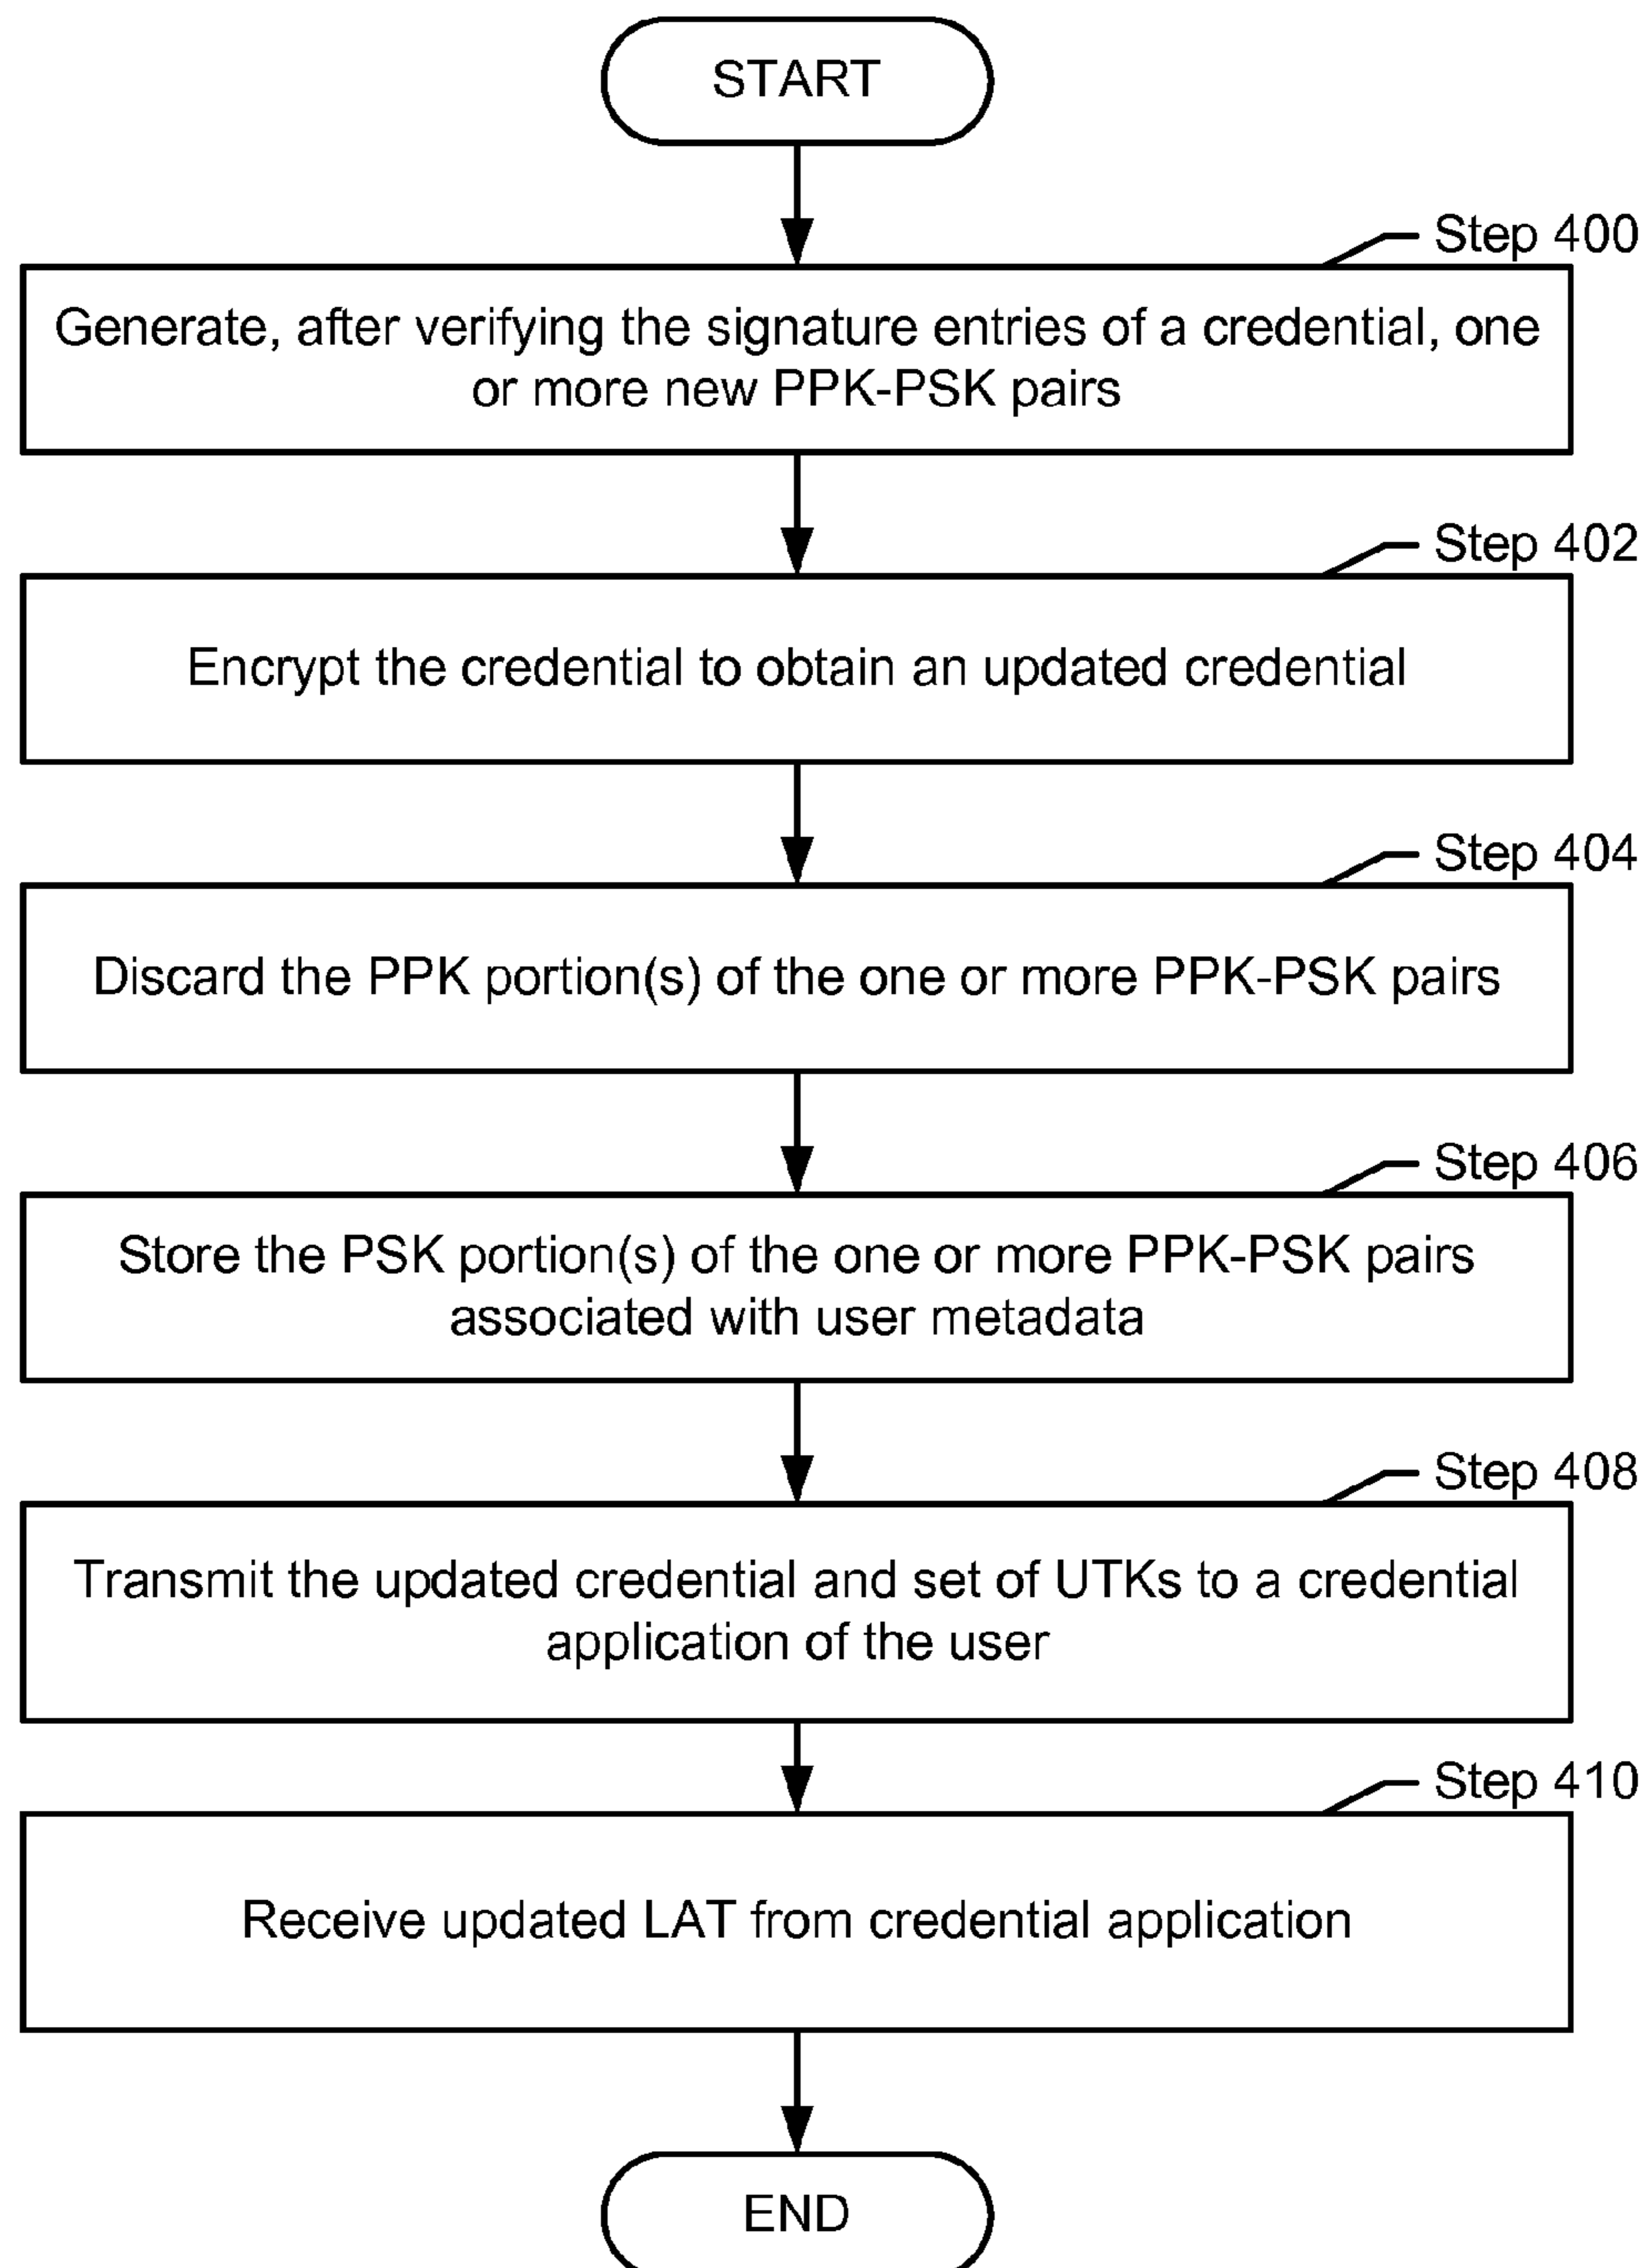 START
Step 400
Generate, after verifying the signature entries of a credential, one
or more new PPK-PSK pairs
Step 402
Encrypt the credential to obtain an updated credential
Step 404
Discard the PPK portion(s) of the one or more PPK-PSK pairs
Step 406
Store the PSK portion(s) of the one or more PPK-PSK pairs
associated with user metadata
Step 408
Transmit the updated credential and set of UTKs to a credential
application of the user
Step 410
Receive updated LAT from credential application
END